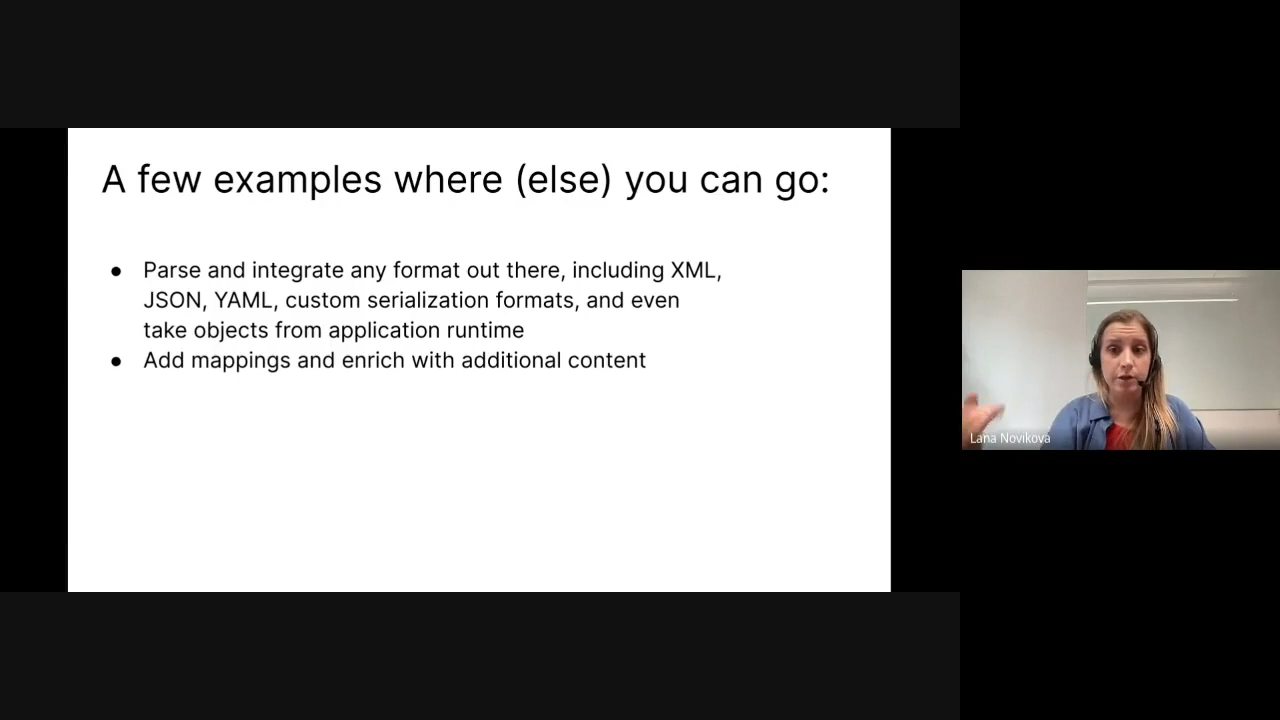 A few examples where (else) you can go:
● Parse and integrate any format out there, including XML,
JSON, YAML, custom serialization formats, and even
take objects from application runtime
● Add mappings and enrich with additional content
Lana Novikova